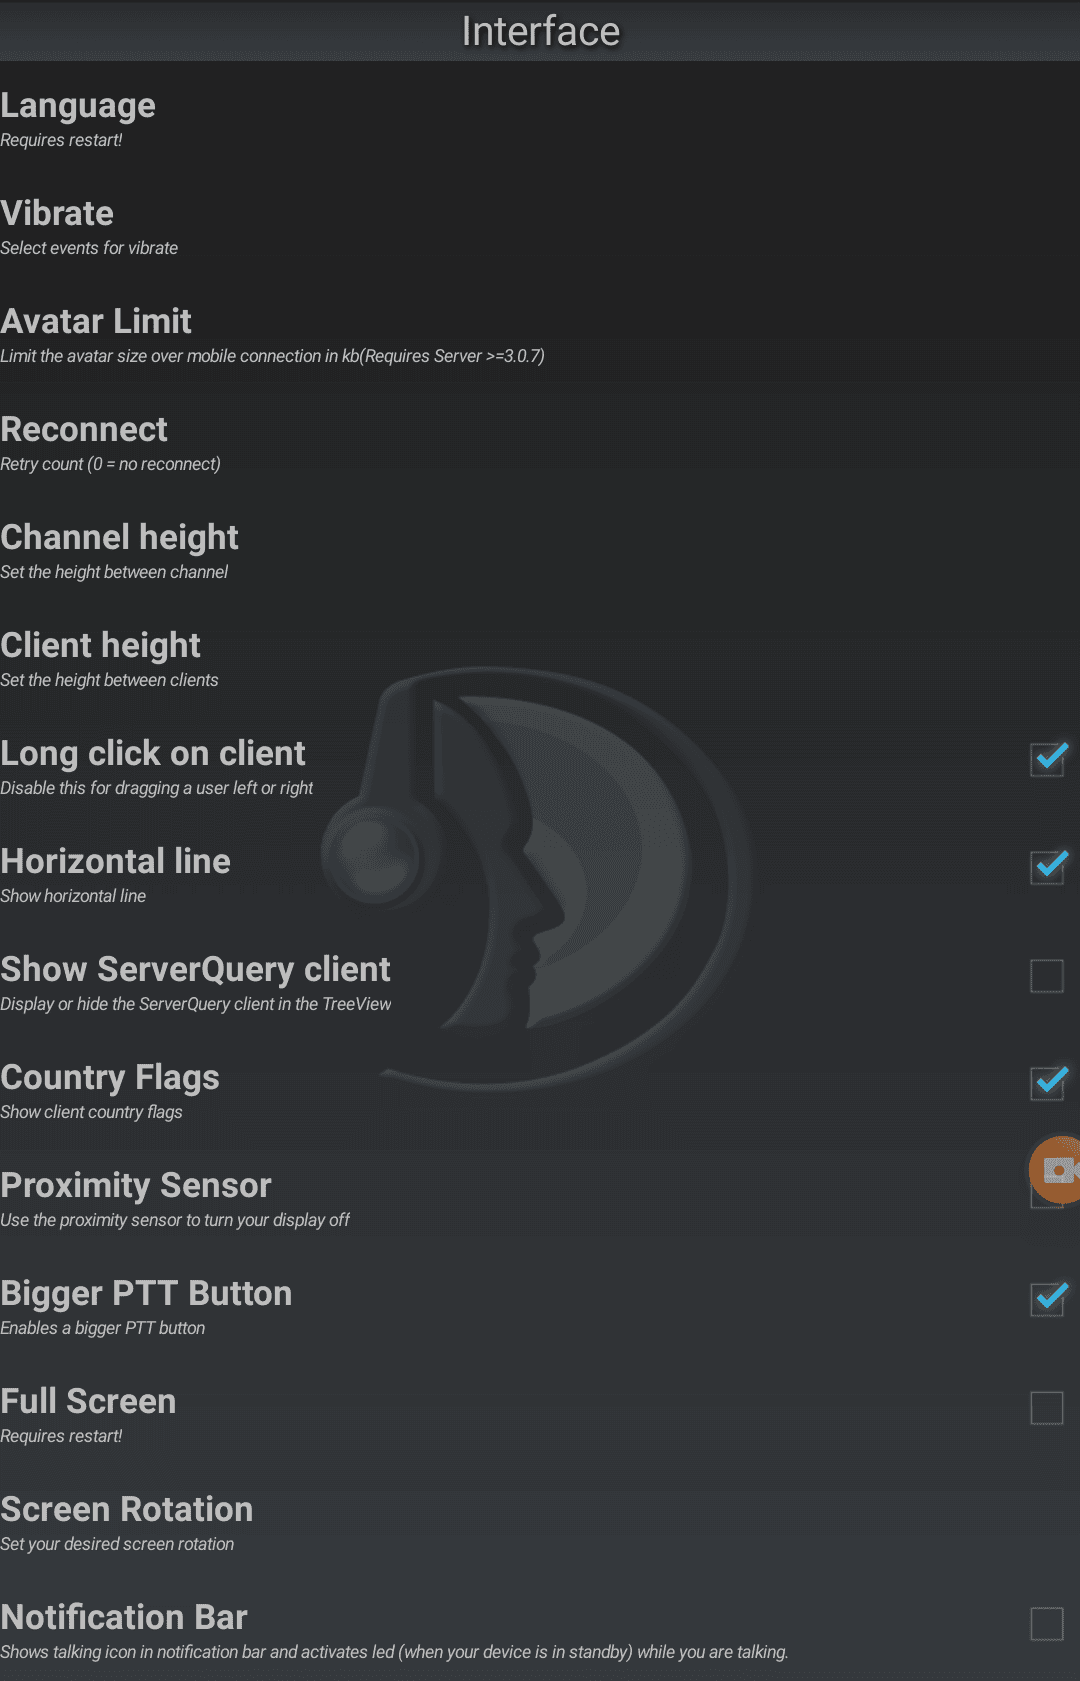 Interface
Language
Requires restart!
Vibrate
Select events for vibrate
Avatar Limit
Limit the avatar size over mobile connection in kb(Requires Server >=3.0.7)
Reconnect
Retry count (0 = no reconnect)
Channel height
Set the height between channel
Client height
Set the height between clients
Long click on client
Disable this for dragging a user left or right
Horizontal line
Show horizontal line
Show ServerQuery client
Display or hide the ServerQuery client in the TreeView
Country Flags
Show client country flags
Proximity Sensor
Use the proximity sensor to turn your display off
Bigger PTT Button
Enables a bigger PTT button
Full Screen
Requires restart!
Screen Rotation
Set your desired screen rotation
Notification Bar
Shows talking icon in notification bar and activates led (when your device is in standby) while you are talking.